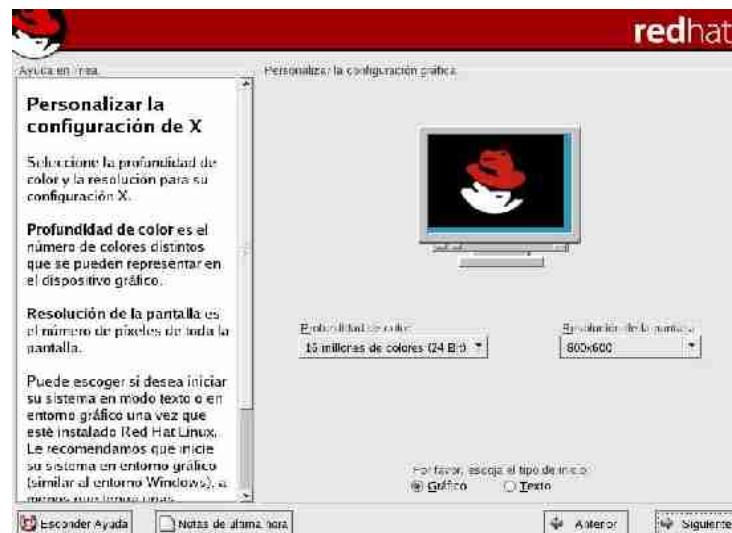 redhat
Ayuda en línea
Personalizar la configuración gráfica
Personalizar la
configuración de X
Seleccione la profundidad de
color y la resolución para su
configuración X.
Profundidad de color es el
número de colores distintos
que se pueden representar en
el dispositivo gráfico.
Resolución de la pantalla es
el número de píxeles de toda la
pantalla.
Puede escoger si desea iniciar
su sistema en modo texto o en
entorno gráfico una vez que
esté instalado Red Hat Linux.
Le recomendamos que inicie
su sistema en entorno gráfico
(similar al entorno Windows), a
menos que tenga unas
Profundidad de color
16 millones de colores (24 Bit)
Resolución de la pantalla
800x600
Por favor, escoja el tipo de inicio
Gráfico
Texto
Esconder Ayuda
Notas de última hora
Anterior
Siguiente